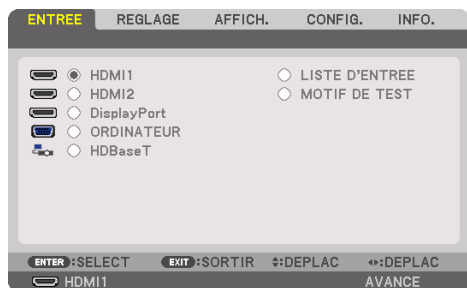 ENTREE REGLAGE AFFICH. CONFIG. INFO.
HDMI1 LISTE D'ENTREE
HDMI2 MOTIF DE TEST
DisplayPort
ORDINATEUR
HDBaseT
ENTER:SELECT EXIT:SORTIR :DEPLAC :DEPLAC
HDMI1 AVANCE